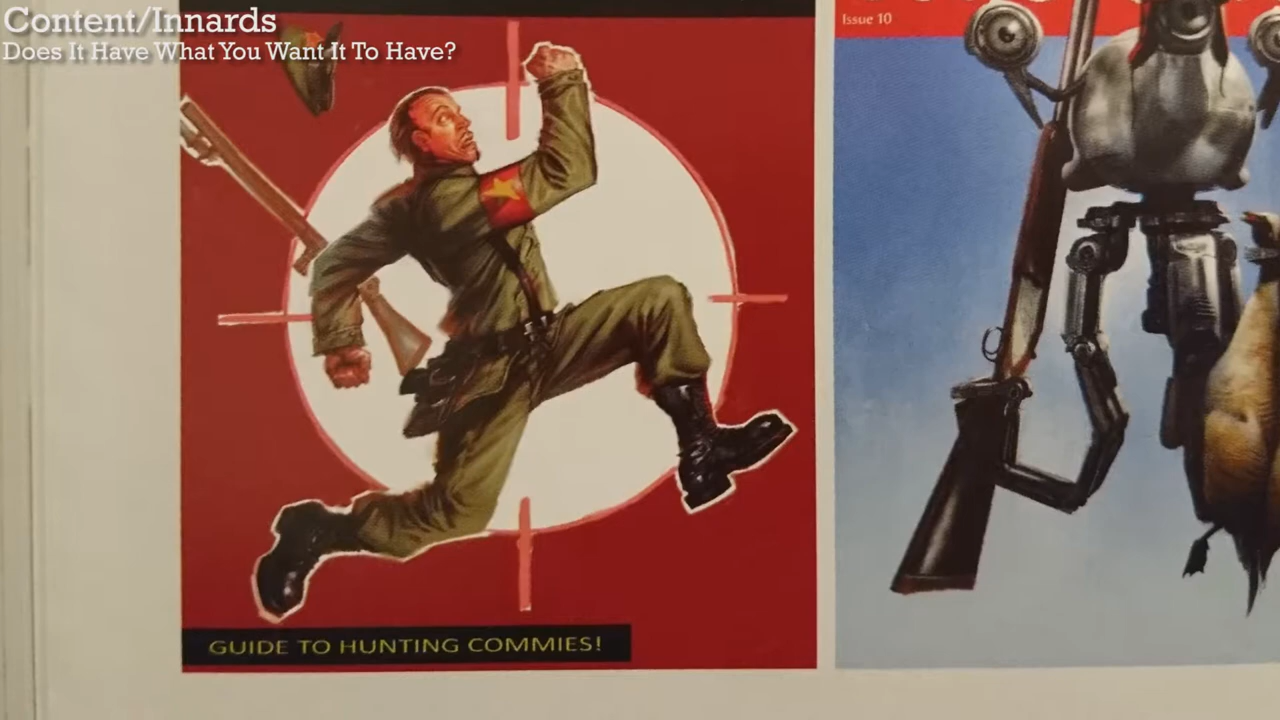 Content/Innards
Does It Have What You Want It To Have?
Issue 10
GUIDE TO HUNTING COMMIES!